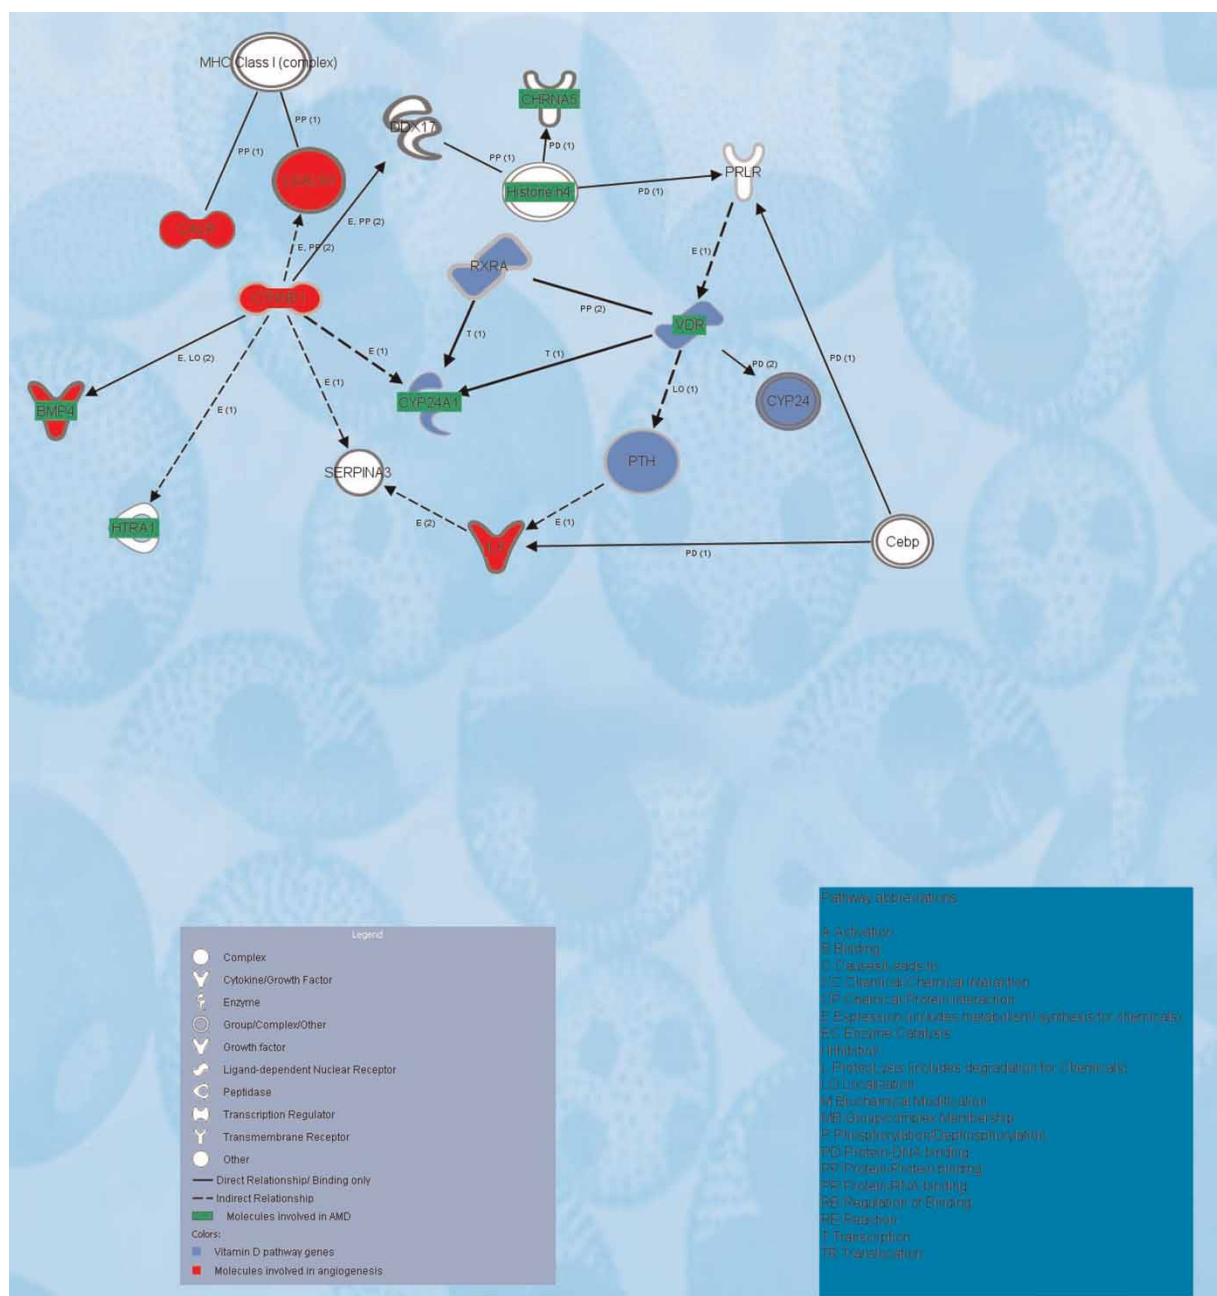 MHC Class I (complex)
PP (1)
PP (1)
DDX17
CHRNA5
PD (1)
PP (1)
Histone h4
PD (1)
PRLR
LGALS3
CALR
E, PP (2)
E, PP (2)
CTNNB1
RXRA
E (1)
PP (2)
VDR
T (1)
T (1)
E (1)
E, LO (2)
BMP4
E (1)
E (1)
CYP24A1
LO (1)
PD (2)
CYP24
PD (1)
SERPINA3
PTH
HTRA1
E (2)
E (1)
IL6
PD (1)
Cebp
Legend
Complex
Cytokine/Growth Factor
Enzyme
Group/Complex/Other
Growth factor
Ligand-dependent Nuclear Receptor
Peptidase
Transcription Regulator
Transmembrane Receptor
Other
Direct Relationship/ Binding only
Indirect Relationship
Molecules involved in AMD
Colors:
Vitamin D pathway genes
Molecules involved in angiogenesis
Pathway abbreviations
A Activation
B Binding
C Causes/Leads to
CC Chemical-Chemical Interaction
CP Chemical-Protein Interaction
E Expression (includes metabolism/ synthesis for chemicals)
EC Enzyme Catalysis
I Inhibition
L ProteoLysis (includes degradation for Chemicals)
LO Localization
M Biochemical Modification
MB Group/complex Membership
P Phosphorylation/Dephosphorylation
PD Protein-DNA binding
PP Protein-Protein binding
PR Protein-RNA binding
RB Regulation of Binding
RE Reaction
T Transcription
TR Translocation